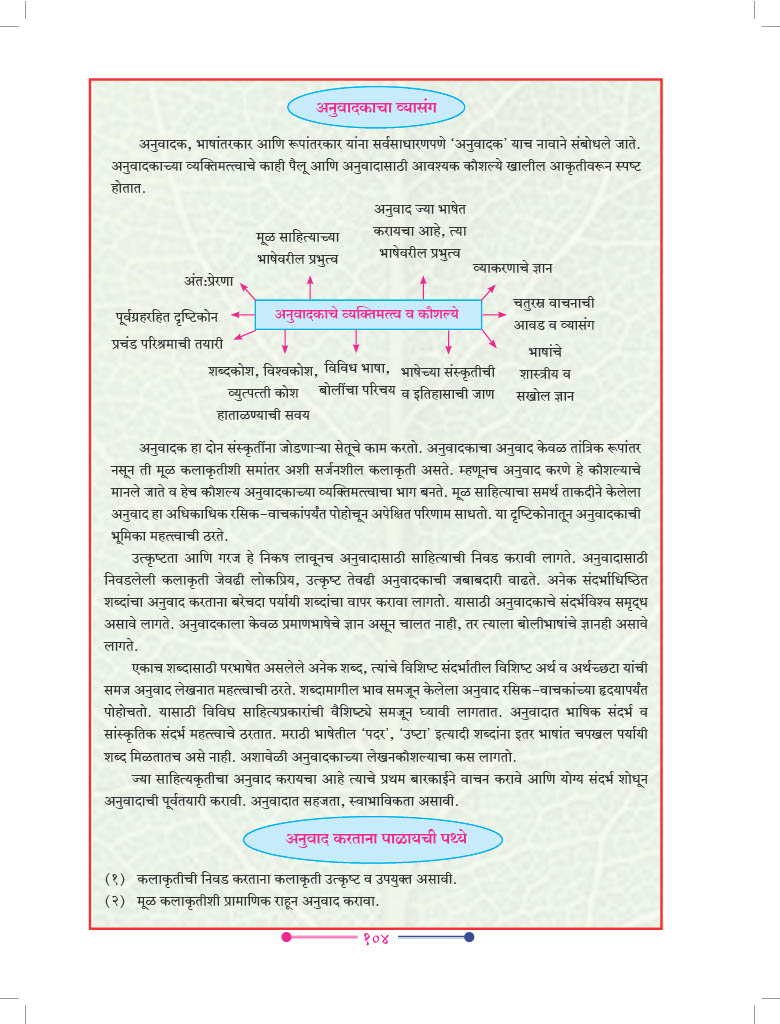 अनुवादकाचा व्यासंग
अनुवादक, भाषांतरकार आणि रूपांतरकार यांना सर्वसाधारणपणे ‘अनुवादक’ याच नावाने संबोधले जाते.
अनुवादकाच्या व्यक्तिमत्त्वाचे काही पैलू आणि अनुवादासाठी आवश्यक कौशल्ये खालील आकृतीवरून स्पष्ट
होतात.
अनुवाद ज्या भाषेत
करायचा आहे, त्या
भाषेवरील प्रभुत्व
मूळ साहित्याच्या
भाषेवरील प्रभुत्व
व्याकरणाचे ज्ञान
अंतःप्रेरणा
चतुरस्र वाचनाची
आवड व व्यासंग
पूर्वग्रहरहित दृष्टिकोन
अनुवादकाचे व्यक्तिमत्त्व व कौशल्ये
प्रचंड परिश्रमाची तयारी
भाषांचे
शास्त्रीय व
सखोल ज्ञान
शब्दकोश, विश्वकोश,
व्युत्पत्ती कोश
हाताळण्याची सवय
विविध भाषा,
बोलींचा परिचय
भाषेच्या संस्कृतीची
व इतिहासाची जाण
अनुवादक हा दोन संस्कृतींना जोडणाऱ्या सेतूचे काम करतो. अनुवादकाचा अनुवाद केवळ तांत्रिक रूपांतर
नसून ती मूळ कलाकृतीशी समांतर अशी सर्जनशील कलाकृती असते. म्हणूनच अनुवाद करणे हे कौशल्याचे
मानले जाते व हेच कौशल्य अनुवादकाच्या व्यक्तिमत्त्वाचा भाग बनते. मूळ साहित्याचा समर्थ ताकदीने केलेला
अनुवाद हा अधिकाधिक रसिक-वाचकांपर्यंत पोहोचून अपेक्षित परिणाम साधतो. या दृष्टिकोनातून अनुवादकाची
भूमिका महत्त्वाची ठरते.
उत्कृष्टता आणि गरज हे निकष लावूनच अनुवादासाठी साहित्याची निवड करावी लागते. अनुवादासाठी
निवडलेली कलाकृती जेवढी लोकप्रिय, उत्कृष्ट तेवढी अनुवादकाची जबाबदारी वाढते. अनेक संदर्भाधिष्ठित
शब्दांचा अनुवाद करताना बरेचदा पर्यायी शब्दांचा वापर करावा लागतो. यासाठी अनुवादकाचे संदर्भविश्व समृद्ध
असावे लागते. अनुवादकाला केवळ प्रमाणभाषेचे ज्ञान असून चालत नाही, तर त्याला बोलीभाषांचे ज्ञानही असावे
लागते.
एकाच शब्दासाठी परभाषेत असलेले अनेक शब्द, त्यांचे विशिष्ट संदर्भातील विशिष्ट अर्थ व अर्थच्छटा यांची
समज अनुवाद लेखनात महत्त्वाची ठरते. शब्दामागील भाव समजून केलेला अनुवाद रसिक-वाचकांच्या हृदयापर्यंत
पोहोचतो. यासाठी विविध साहित्यप्रकारांची वैशिष्ट्ये समजून घ्यावी लागतात. अनुवादात भाषिक संदर्भ व
सांस्कृतिक संदर्भ महत्त्वाचे ठरतात. मराठी भाषेतील ‘पदर’, ‘उष्टा’ इत्यादी शब्दांना इतर भाषांत चपखल पर्यायी
शब्द मिळतातच असे नाही. अशावेळी अनुवादकाच्या लेखनकौशल्याचा कस लागतो.
ज्या साहित्यकृतीचा अनुवाद करायचा आहे त्याचे प्रथम बारकाईने वाचन करावे आणि योग्य संदर्भ शोधून
अनुवादाची पूर्वतयारी करावी. अनुवादात सहजता, स्वाभाविकता असावी.
अनुवाद करताना पाळायची पथ्ये
(१) कलाकृतीची निवड करताना कलाकृती उत्कृष्ट व उपयुक्त असावी.
(२) मूळ कलाकृतीशी प्रामाणिक राहून अनुवाद करावा.
१०४